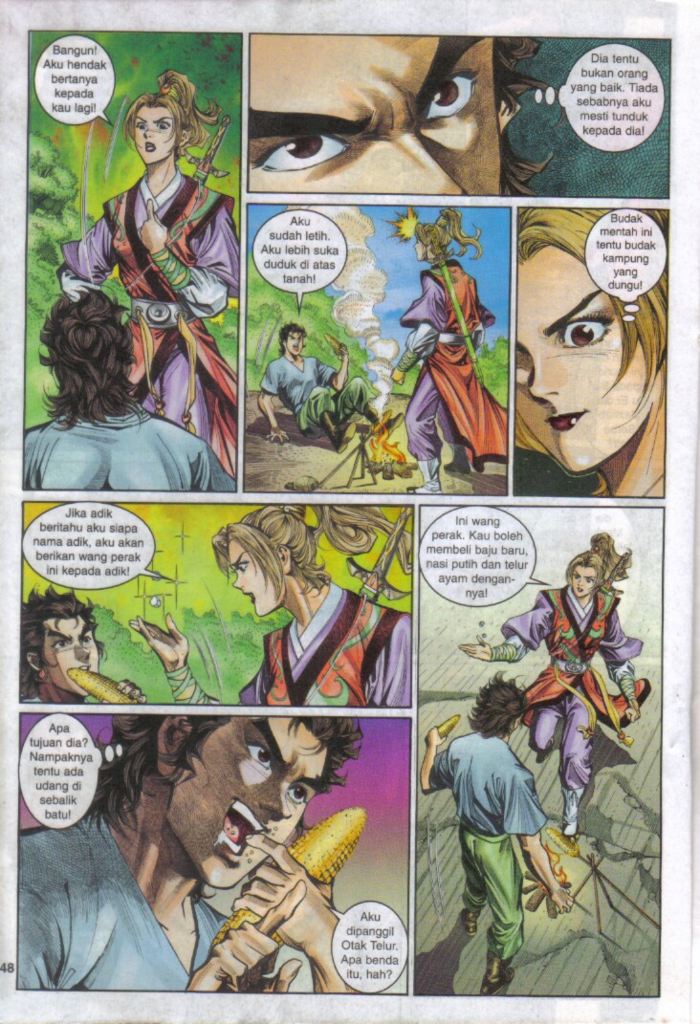 Bangun!
Aku hendak
bertanya
kepada
kau lagi!
Dia tentu
bukan orang
yang baik. Tiada
sebabnya aku
mesti tunduk
kepada dia!
Aku
sudah letih.
Aku lebih suka
duduk di atas
tanah!
Budak
mentah ini
tentu budak
kampung
yang
dungu!
Jika adik
beritahu aku siapa
nama adik, aku akan
berikan wang perak
ini kepada adik!
Ini wang
perak. Kau boleh
membeli baju baru,
nasi putih dan telur
ayam dengan-
nya!
Apa
tujuan dia?
Nampaknya
tentu ada
udang di
sebalik
batu!
Aku
dipanggil
Otak Telur.
Apa benda
itu, hah?
48